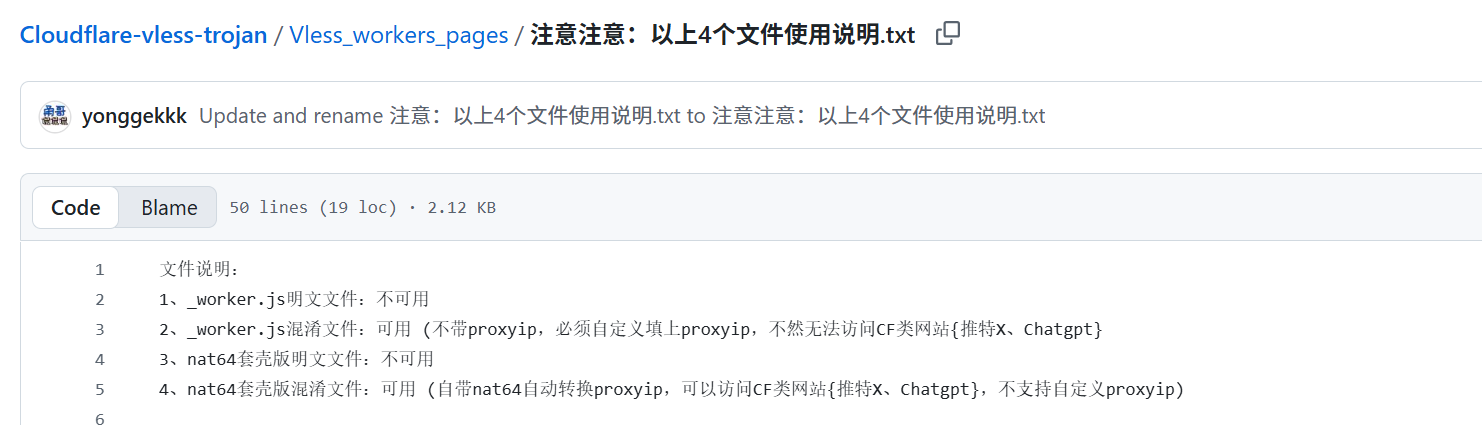 Cloudflare-vless-trojan / Vless_workers_pages / 注意注意：以上4个文件使用说明.txt
yonggekkk Update and rename 注意：以上4个文件使用说明.txt to 注意注意：以上4个文件使用说明.txt
Code Blame 50 lines (19 loc) · 2.12 KB
1 文件说明：
2 1、_worker.js明文文件：不可用
3 2、_worker.js混淆文件：可用 (不带proxyip，必须自定义填上proxyip，不然无法访问CF类网站{推特X、Chatgpt}
4 3、nat64套壳版明文文件：不可用
5 4、nat64套壳版混淆文件：可用 (自带nat64自动转换proxyip，可以访问CF类网站{推特X、Chatgpt}，不支持自定义proxyip)
6